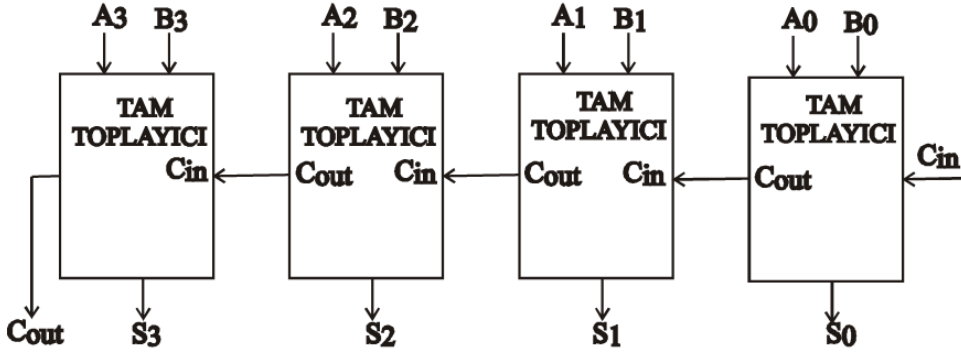 A3 B3 A2 B2 A1 B1 A0 B0
TAM TAM TAM TAM
TOPLAYICI TOPLAYICI TOPLAYICI TOPLAYICI
Cin Cout Cin Cout Cin Cout Cin
Cout S3 S2 S1 S0